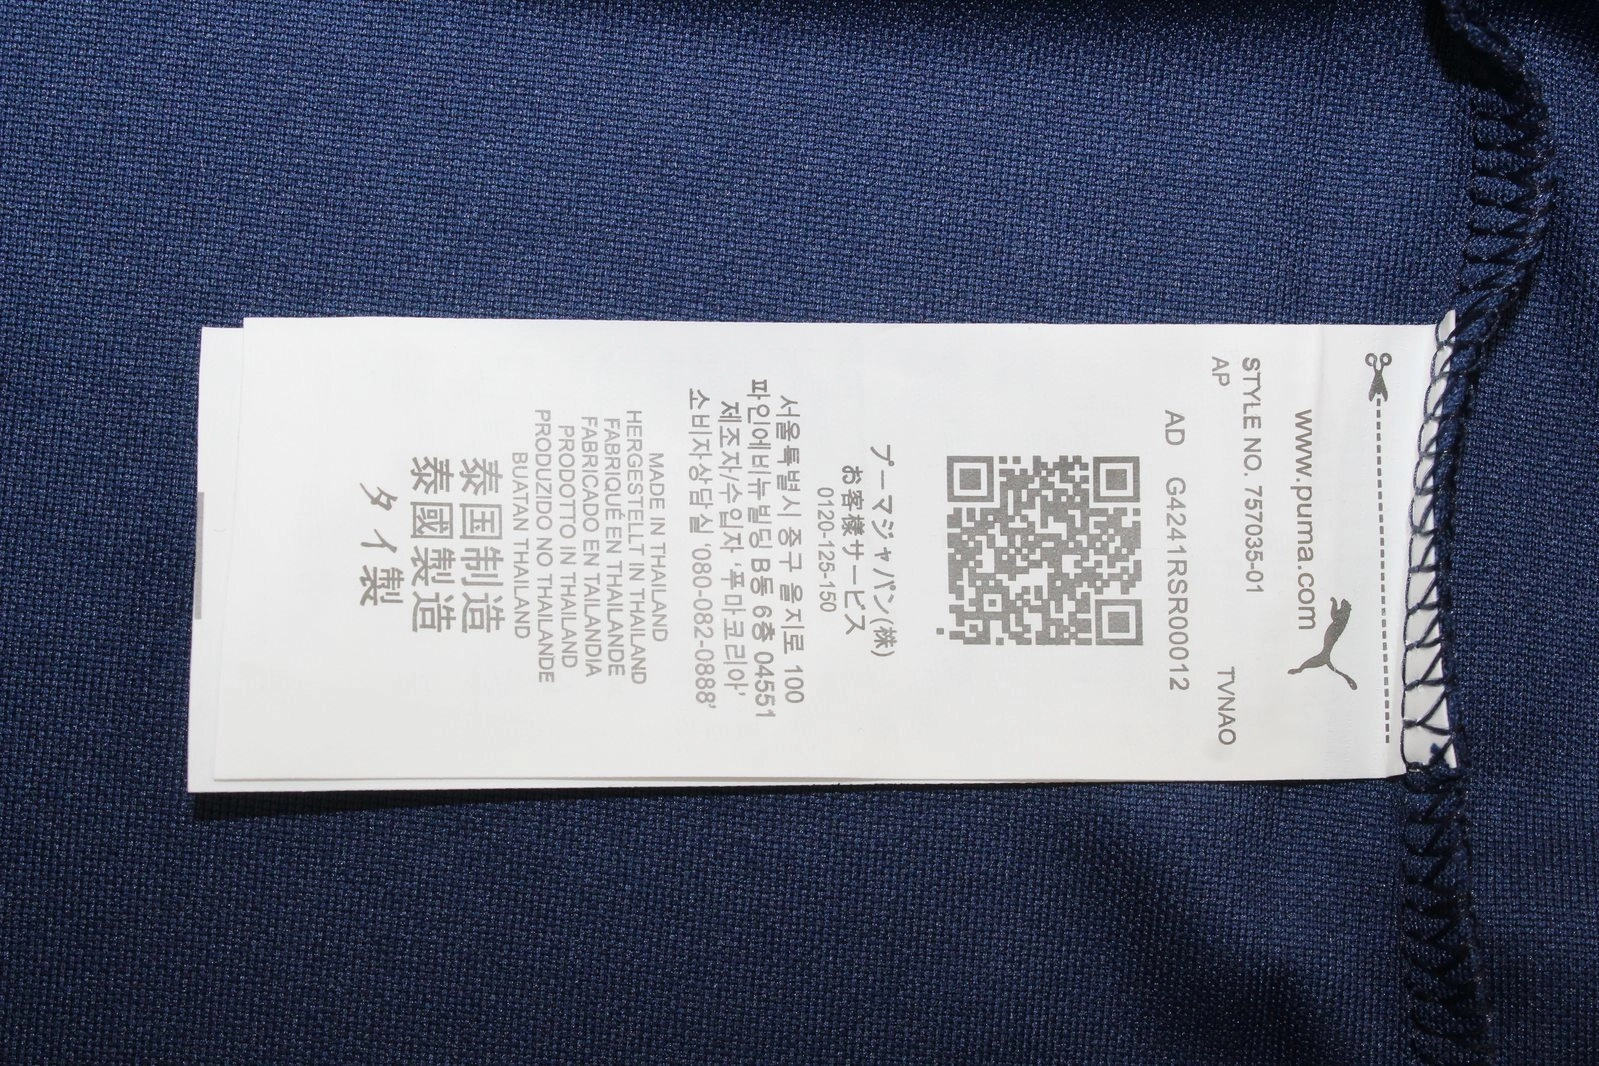 www.puma.com
STYLE NO. 757035-01
AP TVNAO
AD G4241RSR00012
プーマジャパン(株)
お客様サービス
0120-125-150
서울특별시 중구 을지로 100
파인에비뉴빌딩 B동 6층 04551
제조자/수입자 '푸마코리아'
소비자상담실 '080-082-0888'
MADE IN THAILAND
HERGESTELLT IN THAILAND
FABRIQUÉ EN THAILANDE
FABRICADO EN TAILANDIA
PRODOTTO IN THAILAND
PRODUZIDO NO THAILANDE
BUATAN THAILAND
泰国制造
泰國製造
タイ製